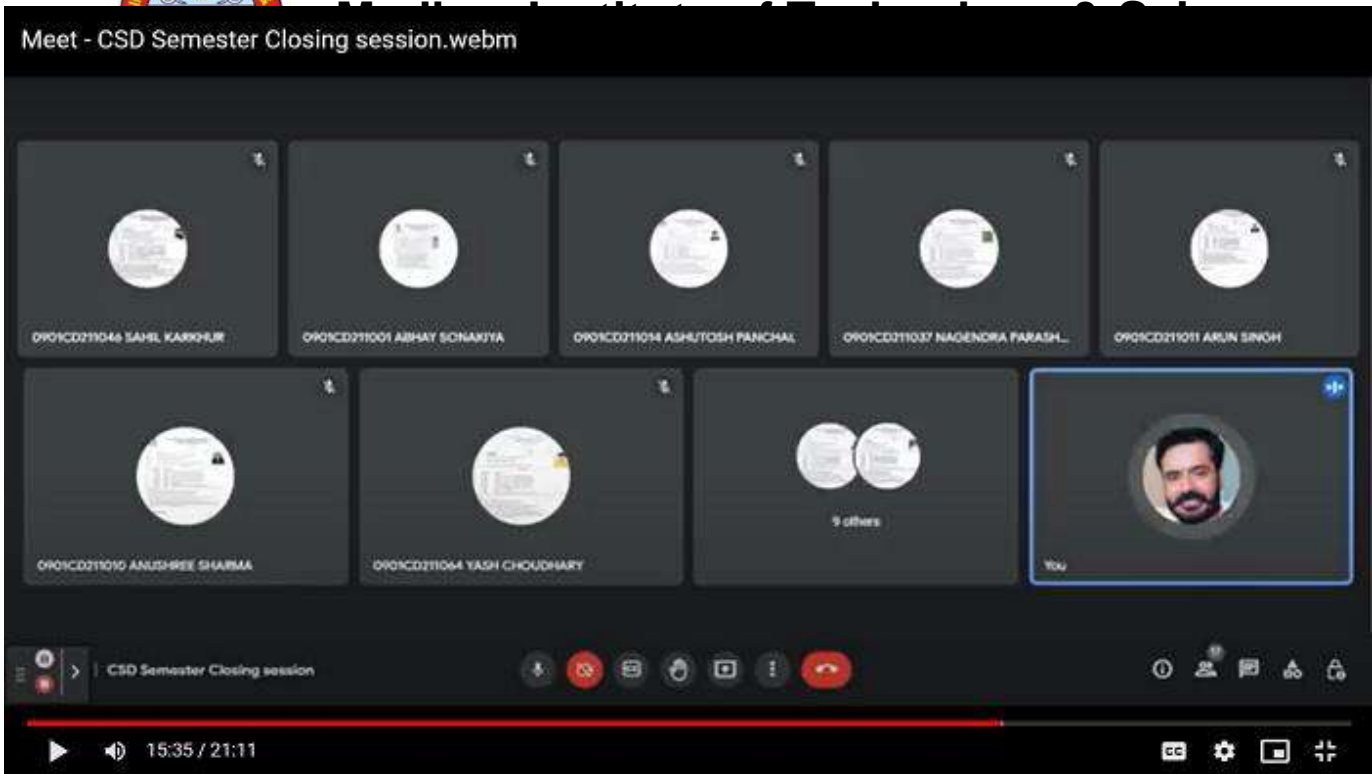 Meet - CSD Semester Closing session.webm
0901CD211046 SAHIL KARKHUR
0901CD211001 ABHAY SONAKIYA
0901CD211014 ASHUTOSH PANCHAL
0901CD211037 NAGENDRA PARASH...
0901CD211011 ARUN SINGH
0901CD211010 ANUSHREE SHARMA
0901CD211064 YASH CHOUDHARY
9 others
You
CSD Semester Closing session
17
15:35 / 21:11
CC